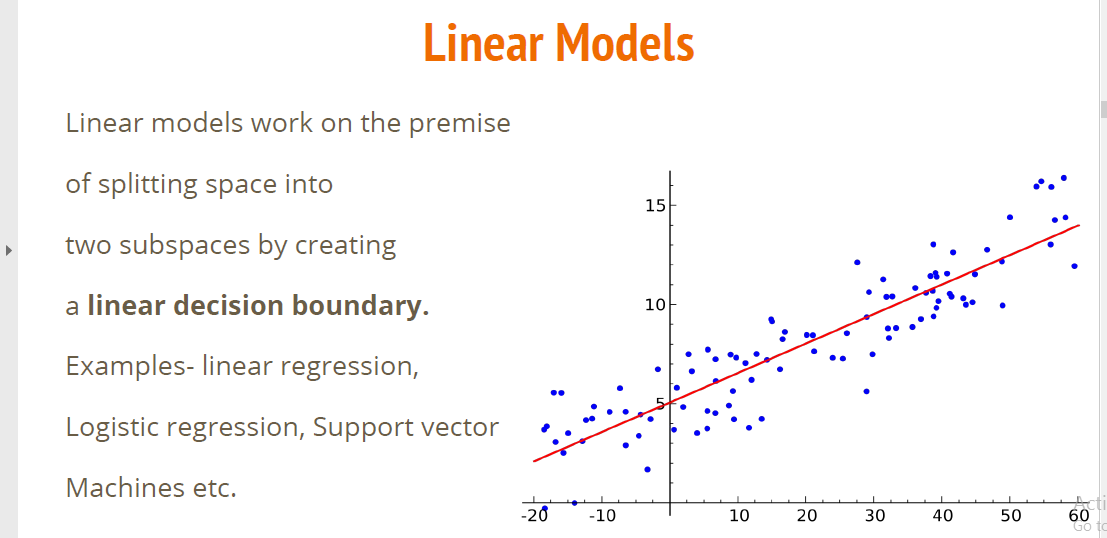 Linear Models
Linear models work on the premise
of splitting space into
two subspaces by creating
a linear decision boundary.
Examples- linear regression,
Logistic regression, Support vector
Machines etc.
15
10
5
-20 -10 10 20 30 40 50 60
Acti
Go to